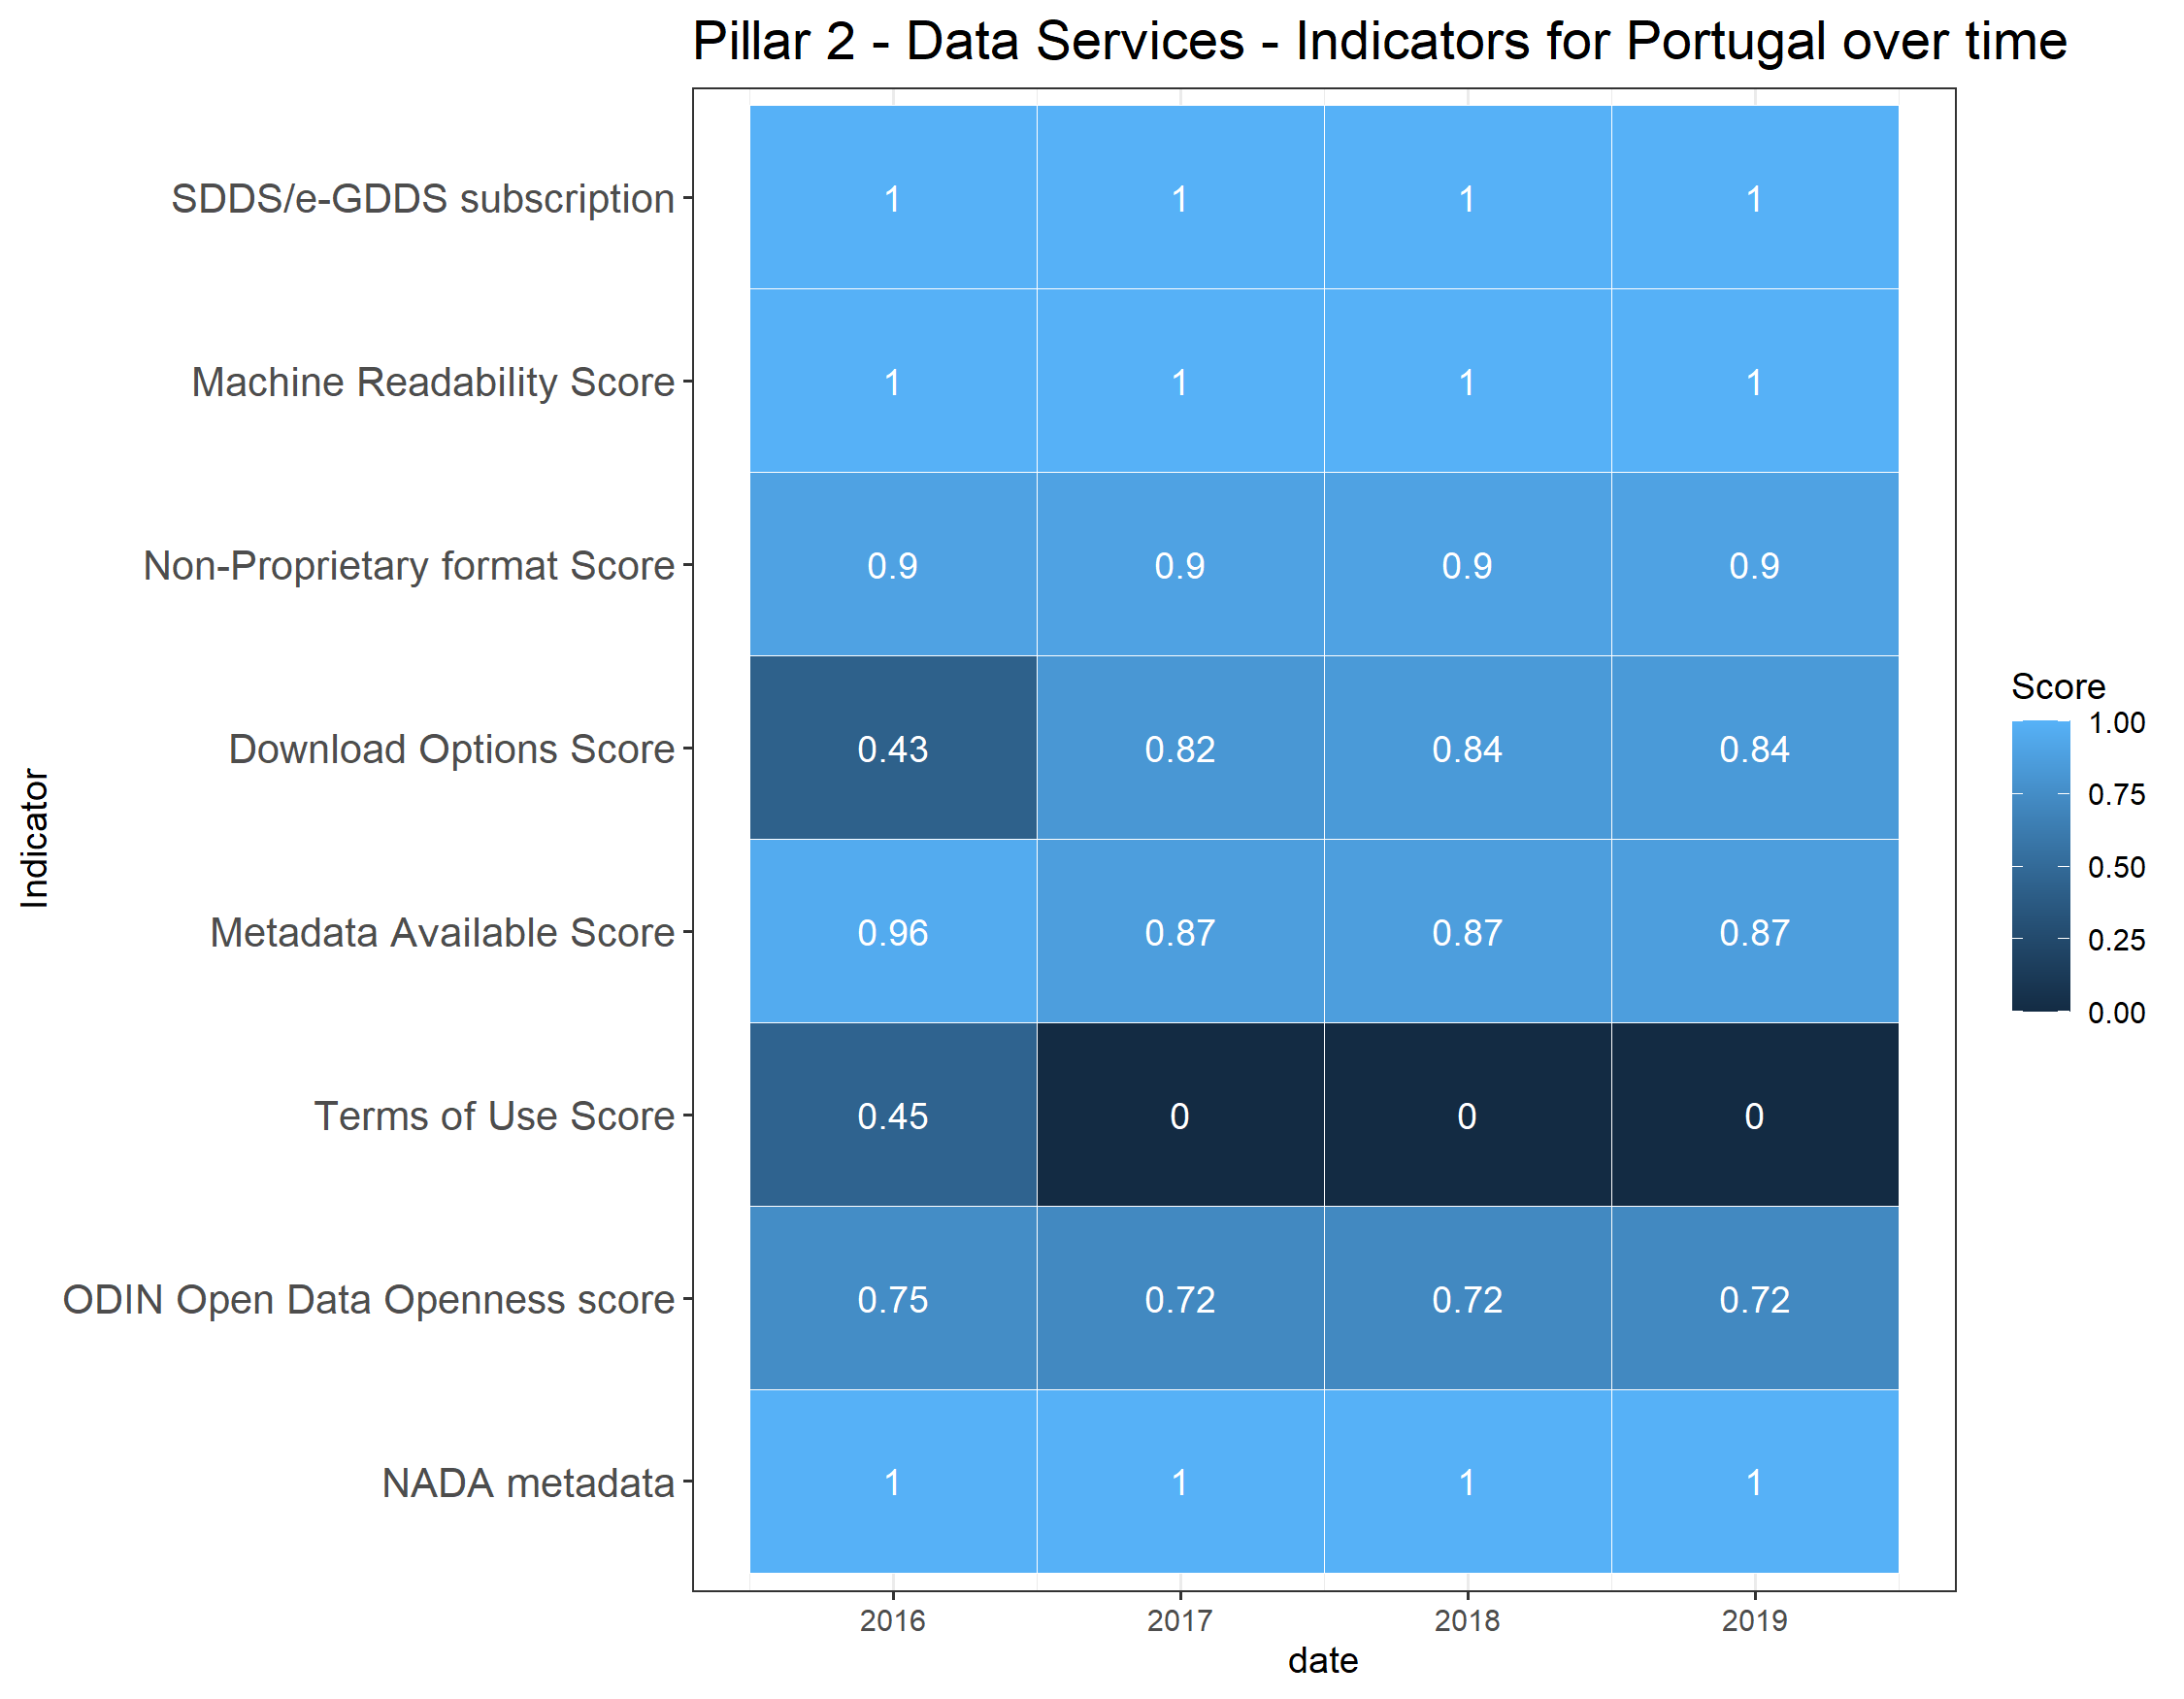 Pillar 2 - Data Services - Indicators for Portugal over time
Indicator
SDDS/e-GDDS subscription 1 1 1 1
Machine Readability Score 1 1 1 1
Non-Proprietary format Score 0.9 0.9 0.9 0.9
Download Options Score 0.43 0.82 0.84 0.84
Metadata Available Score 0.96 0.87 0.87 0.87
Terms of Use Score 0.45 0 0 0
ODIN Open Data Openness score 0.75 0.72 0.72 0.72
NADA metadata 1 1 1 1
2016 2017 2018 2019
date
Score
1.00
0.75
0.50
0.25
0.00